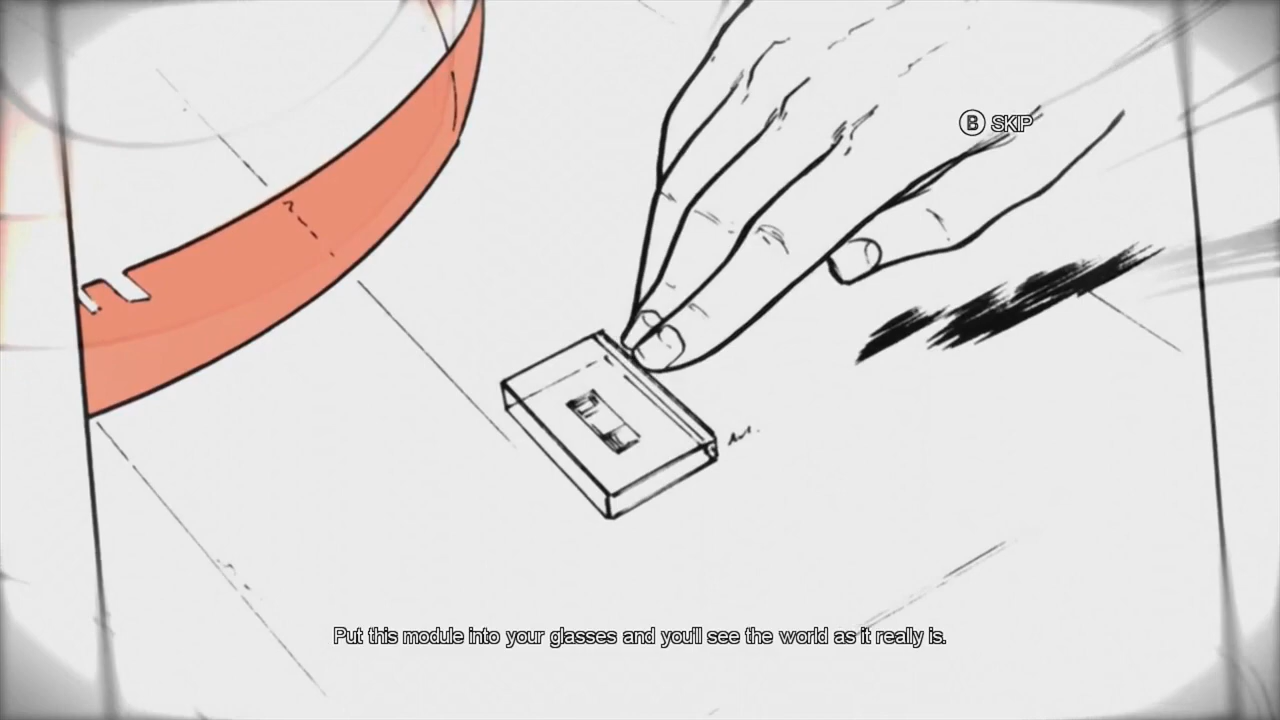 B SKIP
Put this module into your glasses and you'll see the world as it really is.